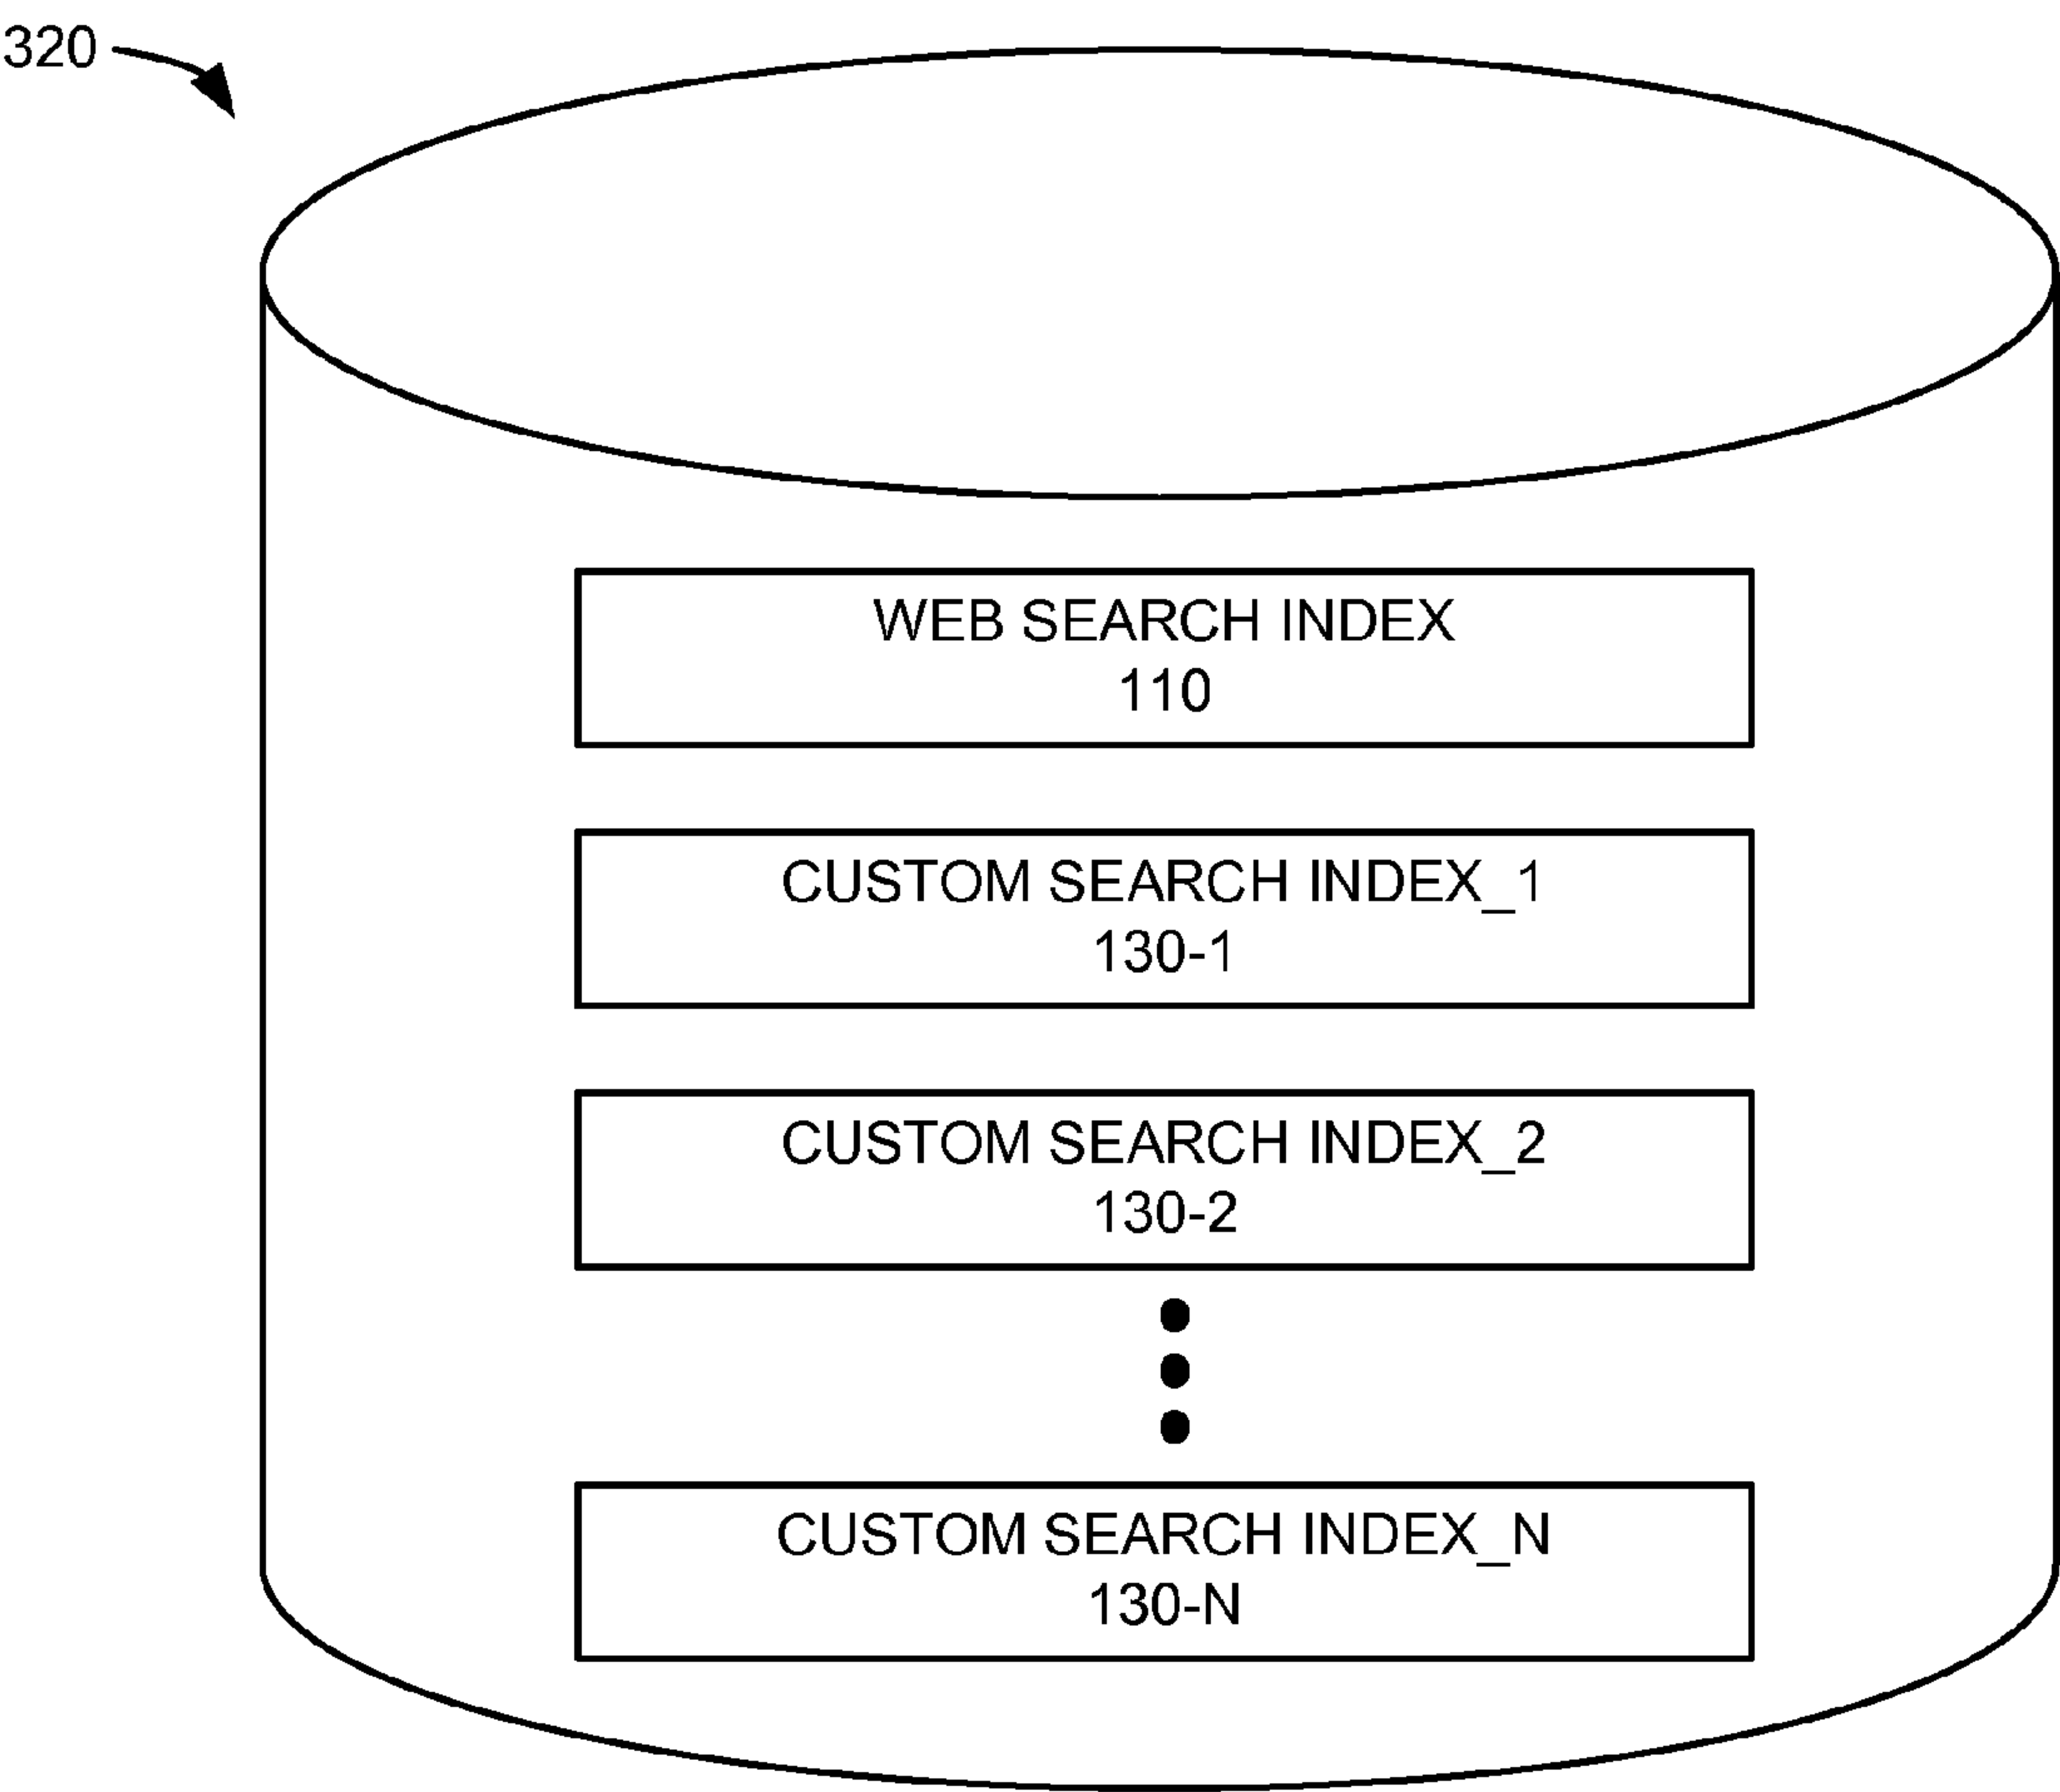 320
WEB SEARCH INDEX
110
CUSTOM SEARCH INDEX_1
130-1
CUSTOM SEARCH INDEX_2
130-2
CUSTOM SEARCH INDEX_N
130-N